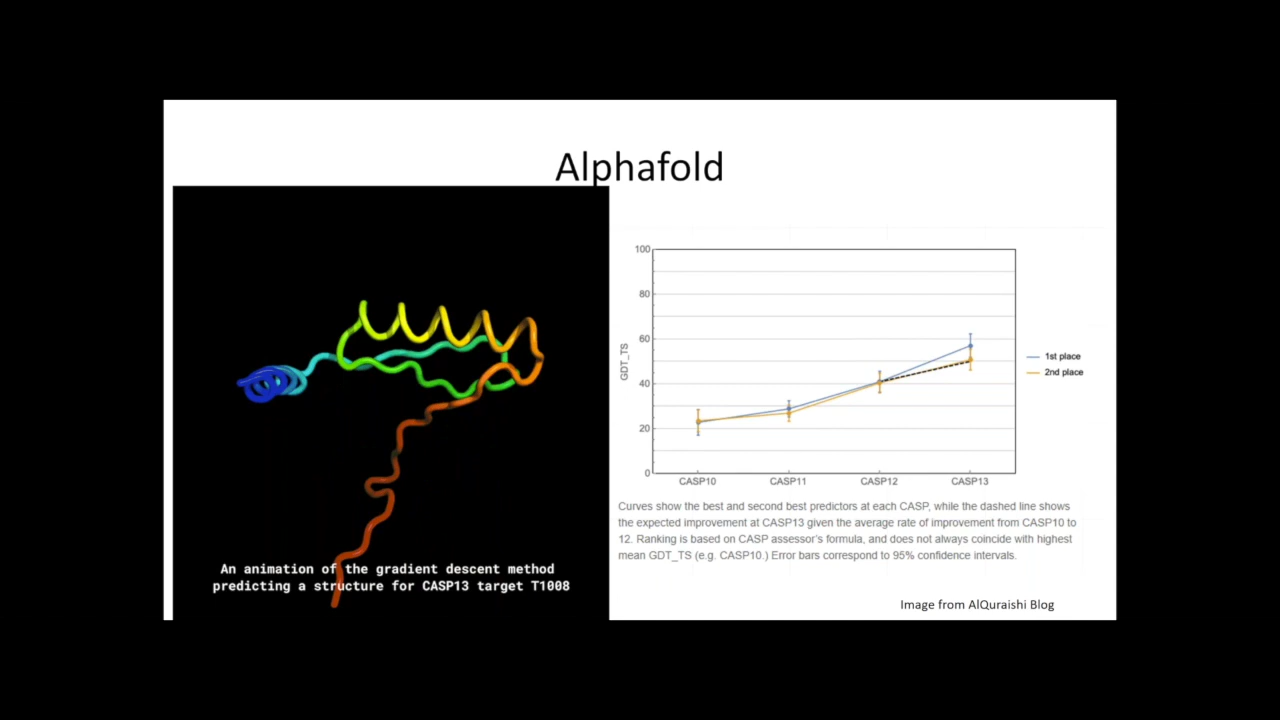 Alphafold
An animation of the gradient descent method
predicting a structure for CASP13 target T1008
100
80
60
40
20
0
GDT_TS
CASP10 CASP11 CASP12 CASP13
1st place
2nd place
Curves show the best and second best predictors at each CASP, while the dashed line shows
the expected improvement at CASP13 given the average rate of improvement from CASP10 to
12. Ranking is based on CASP assessor's formula, and does not always coincide with highest
mean GDT_TS (e.g. CASP10.) Error bars correspond to 95% confidence intervals.
Image from AlQuraishi Blog